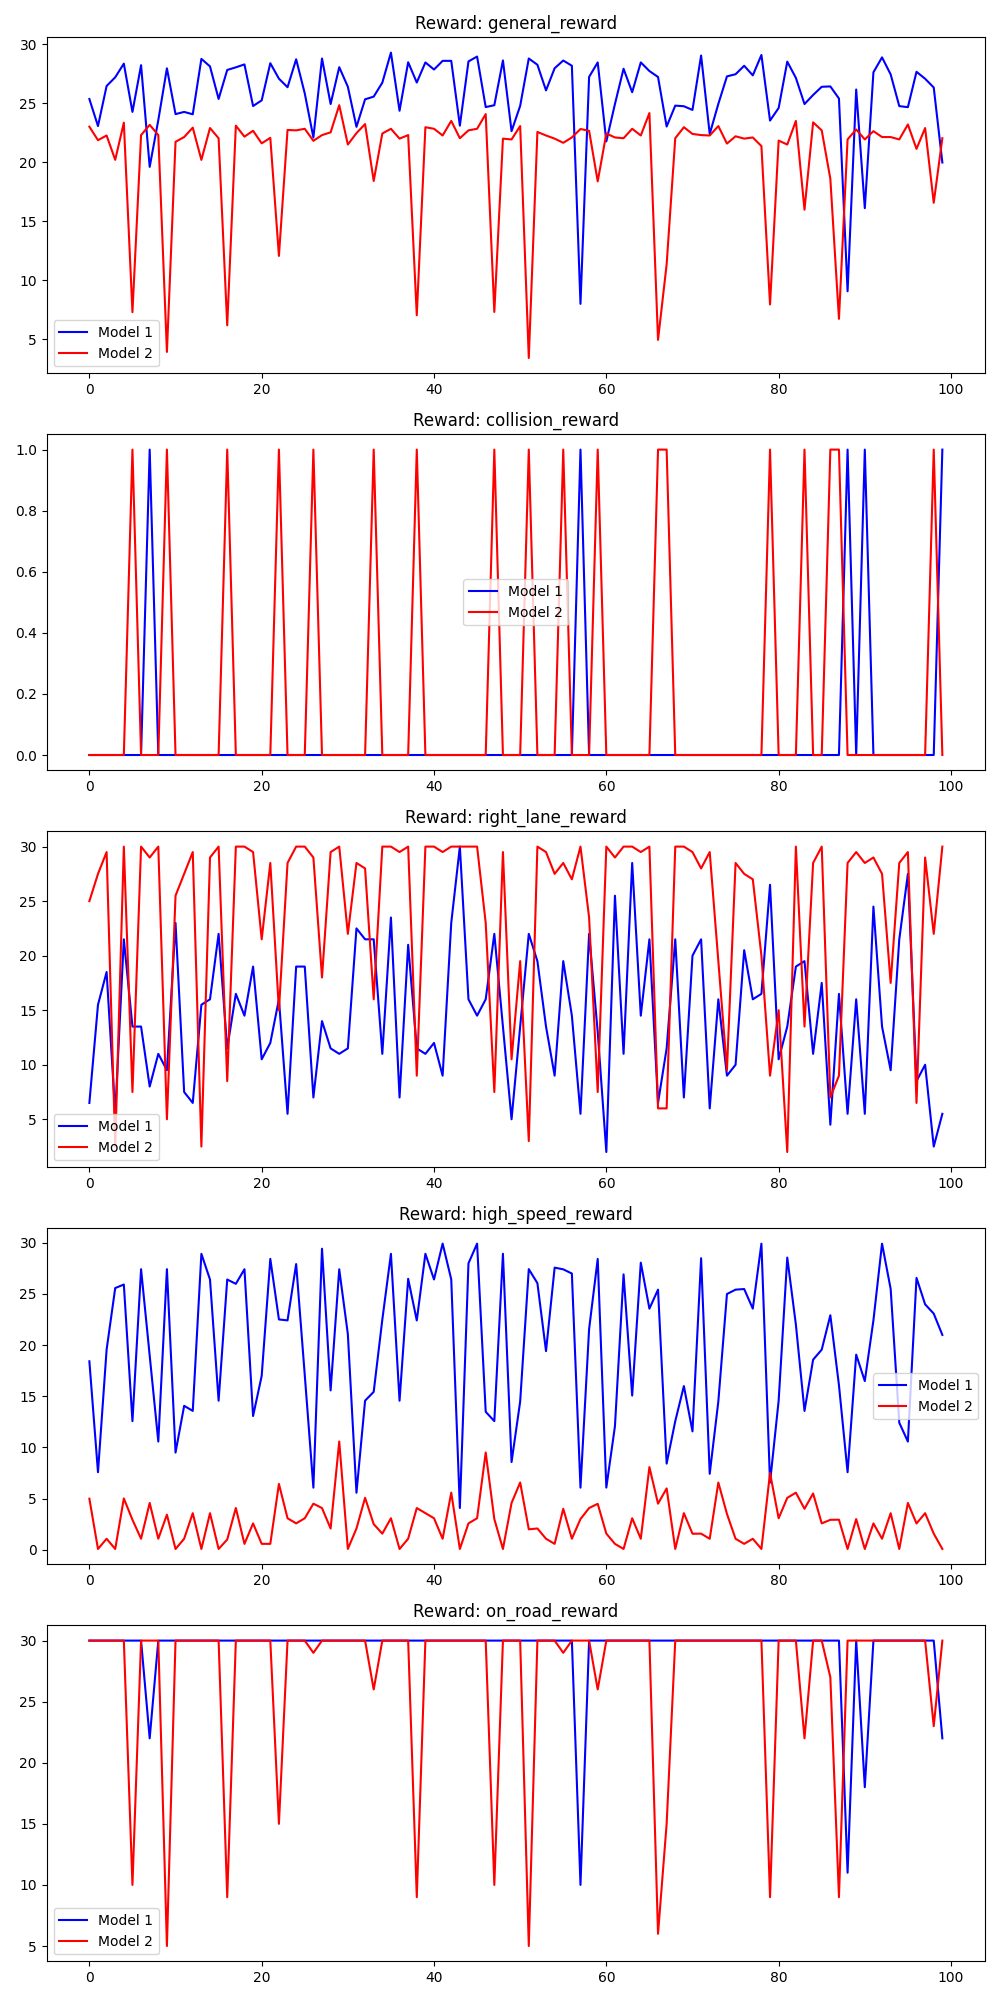 Reward: general_reward
30
25
20
15
10
5
Model 1
Model 2
0 20 40 60 80 100
Reward: collision_reward
1.0
0.8
0.6
0.4
0.2
0.0
Model 1
Model 2
0 20 40 60 80 100
Reward: right_lane_reward
30
25
20
15
10
5
Model 1
Model 2
0 20 40 60 80 100
Reward: high_speed_reward
30
25
20
15
10
5
0
Model 1
Model 2
0 20 40 60 80 100
Reward: on_road_reward
30
25
20
15
10
5
Model 1
Model 2
0 20 40 60 80 100